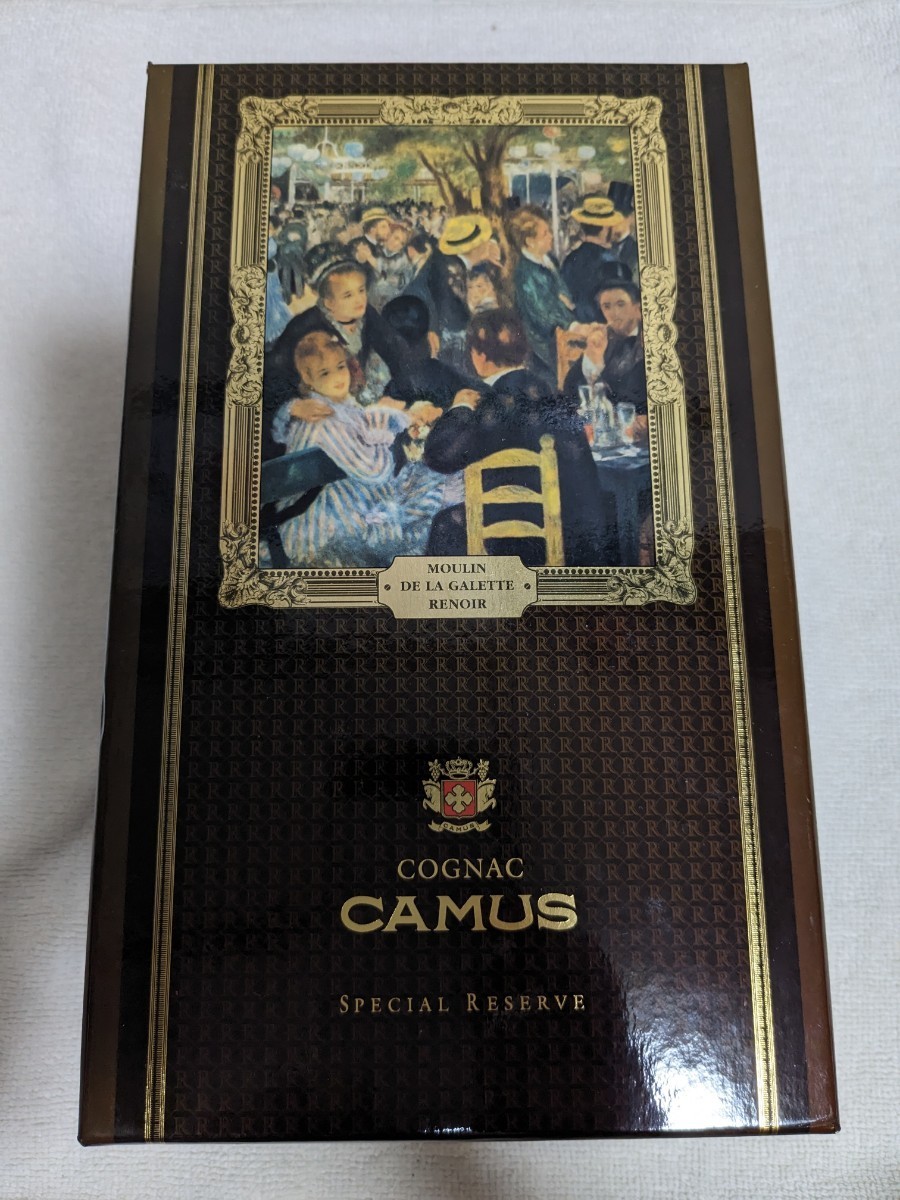 MOULIN
DE LA GALETTE
RENOIR
CAMUS
COGNAC
CAMUS
SPECIAL RESERVE